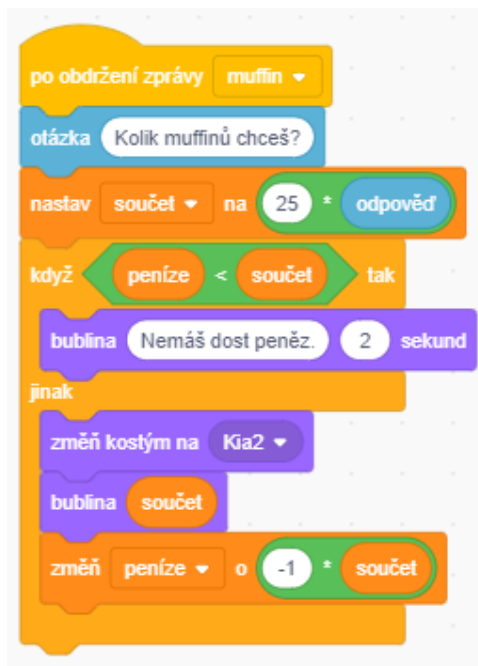 po obdržení zprávy muffin
otázka Kolik muffinů chceš?
nastav součet na 25 * odpověď
když peníze < součet tak
bublina Nemáš dost peněz. 2 sekund
jinak
změň kostým na Kia2
bublina součet
změň peníze o -1 * součet